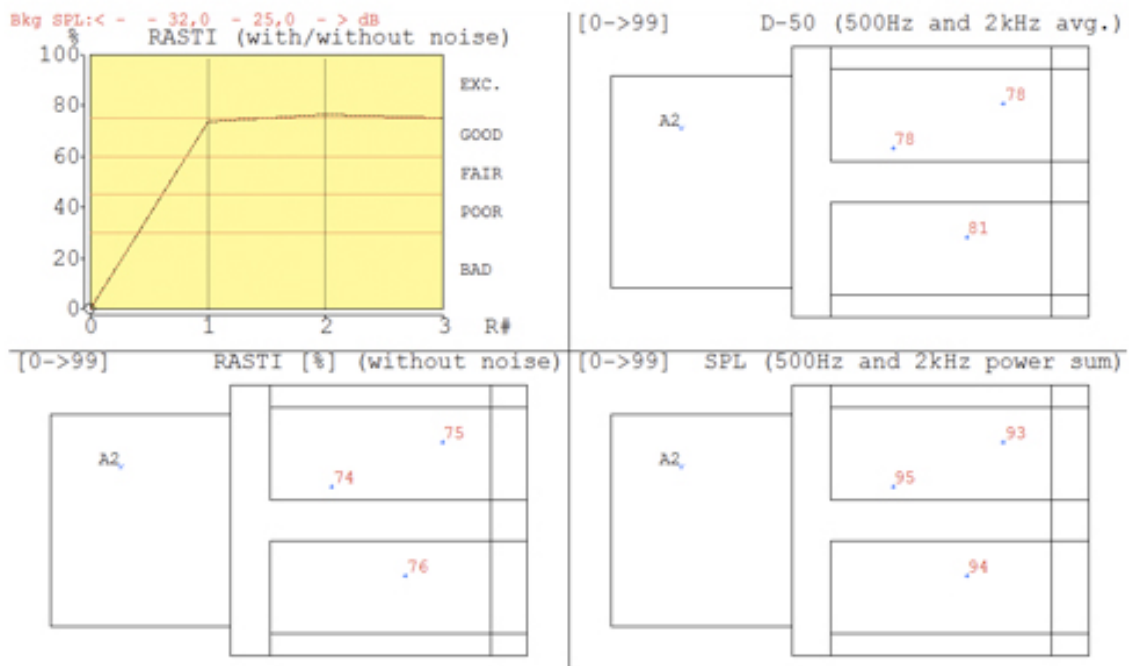 Bkg SPL:< - - 32,0 - 25,0 - > dB
% RASTI (with/without noise)
100
80
60
40
20
0
EXC.
GOOD
FAIR
POOR
BAD
0 1 2 3 R#
[0->99] D-50 (500Hz and 2kHz avg.)
A2
78
78
81
[0->99] RASTI [%] (without noise)
A2
75
74
76
[0->99] SPL (500Hz and 2kHz power sum)
A2
93
95
94